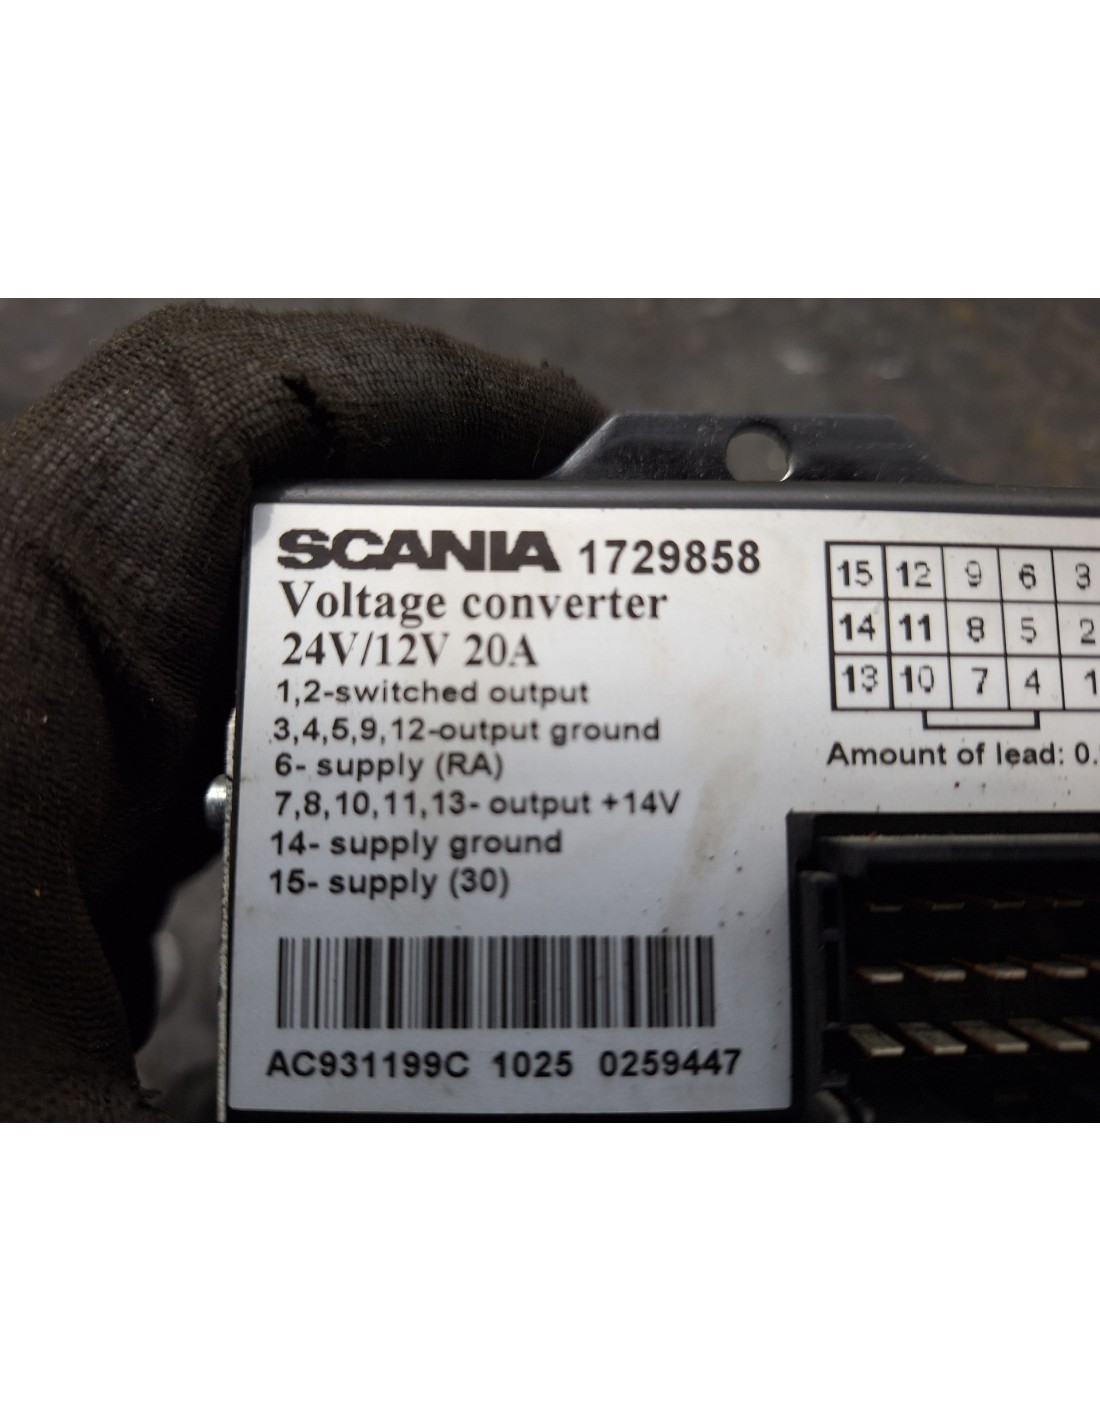 SCANIA 1729858
Voltage converter
24V/12V 20A
1,2-switched output
3,4,5,9,12-output ground
6- supply (RA)
7,8,10,11,13- output +14V
14- supply ground
15- supply (30)
AC931199C 1025 0259447
15 12 9 6 3
14 11 8 5 2
13 10 7 4 1
Amount of lead: 0.